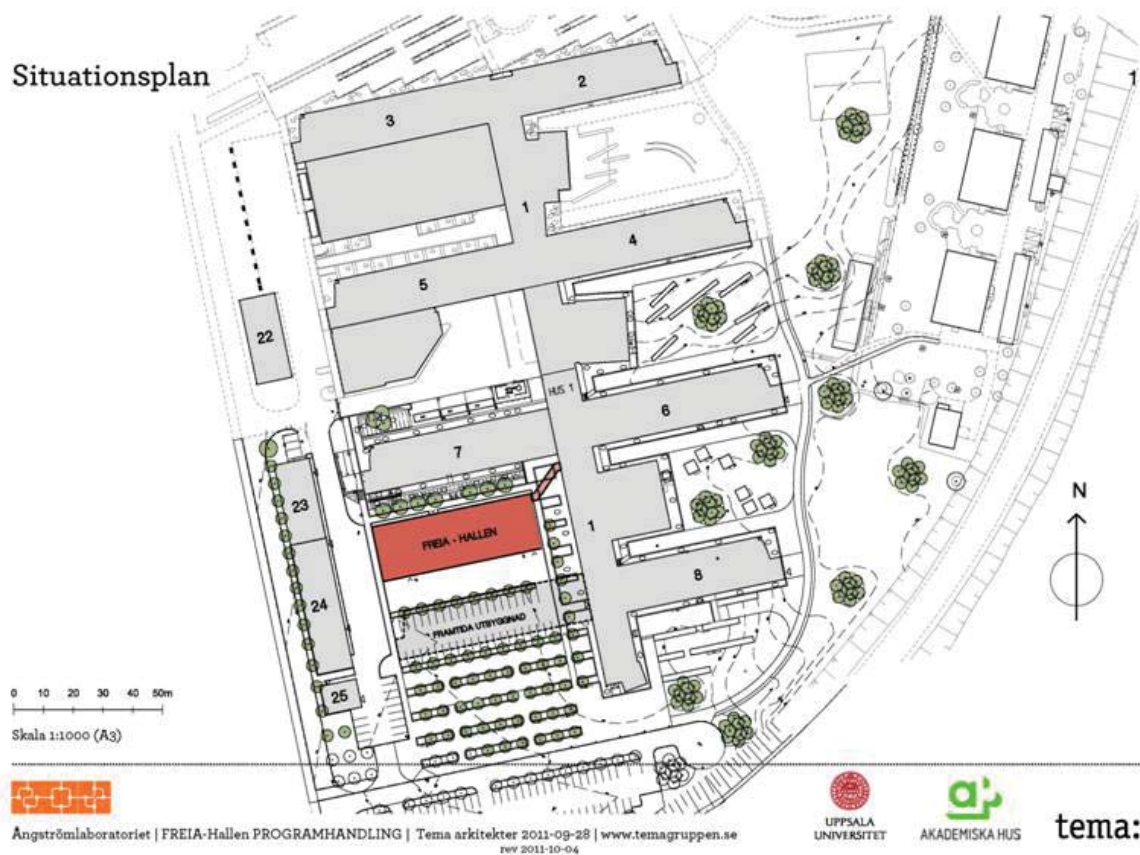 Situationsplan
1
2
3
1
4
5
22
HUS 1
6
7
23
FREIA - HALLEN
1
8
24
FRAMTIDA UTBYGGNAD
25
N
0 10 20 30 40 50m
Skala 1:1000 (A3)
Ångströmlaboratoriet | FREIA-Hallen PROGRAMHANDLING | Tema arkitekter 2011-09-28 | www.temagruppen.se
rev 2011-10-04
UPPSALA
UNIVERSITET
AKADEMISKA HUS
tema: